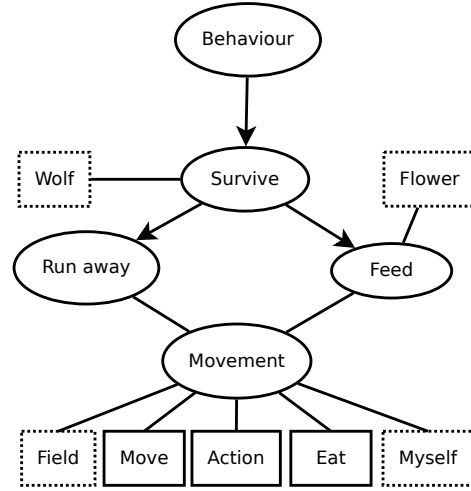 Behaviour
Wolf
Survive
Flower
Run away
Feed
Movement
Field
Move
Action
Eat
Myself